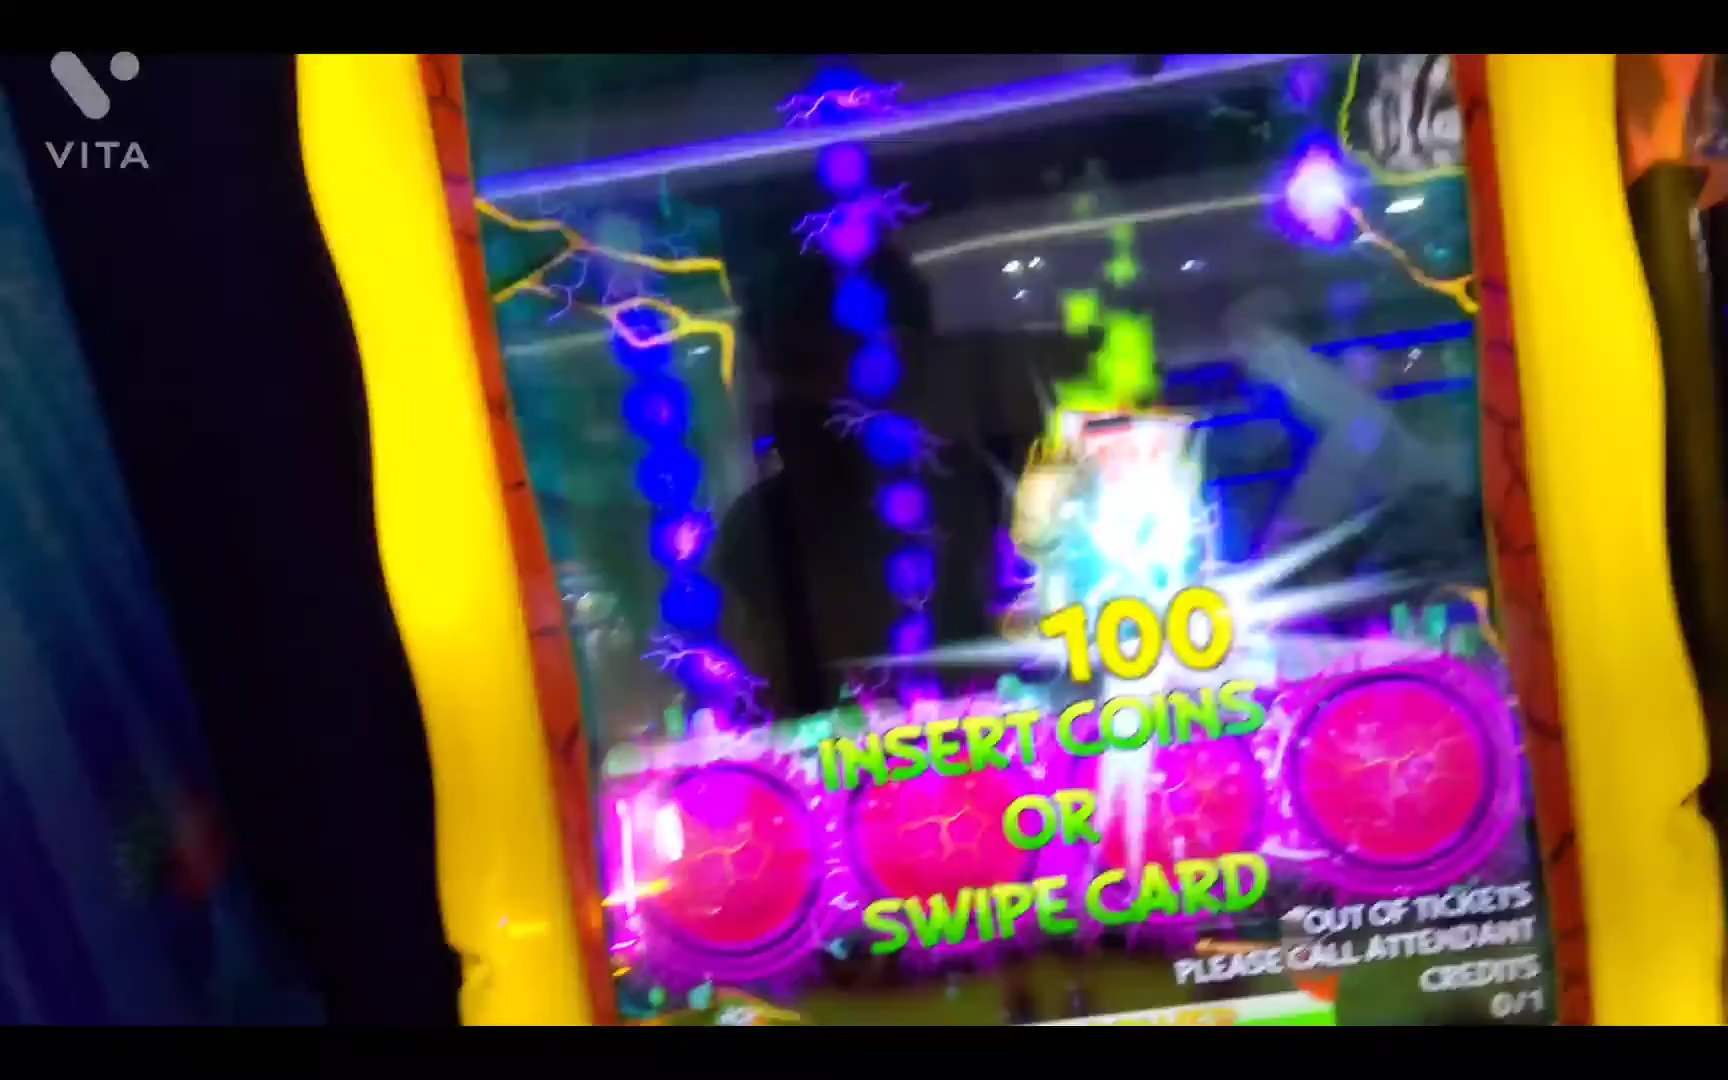 VITA
100
INSERT COINS
OR
SWIPE CARD
OUT OF TICKETS
PLEASE CALL ATTENDANT
CREDITS
0/1